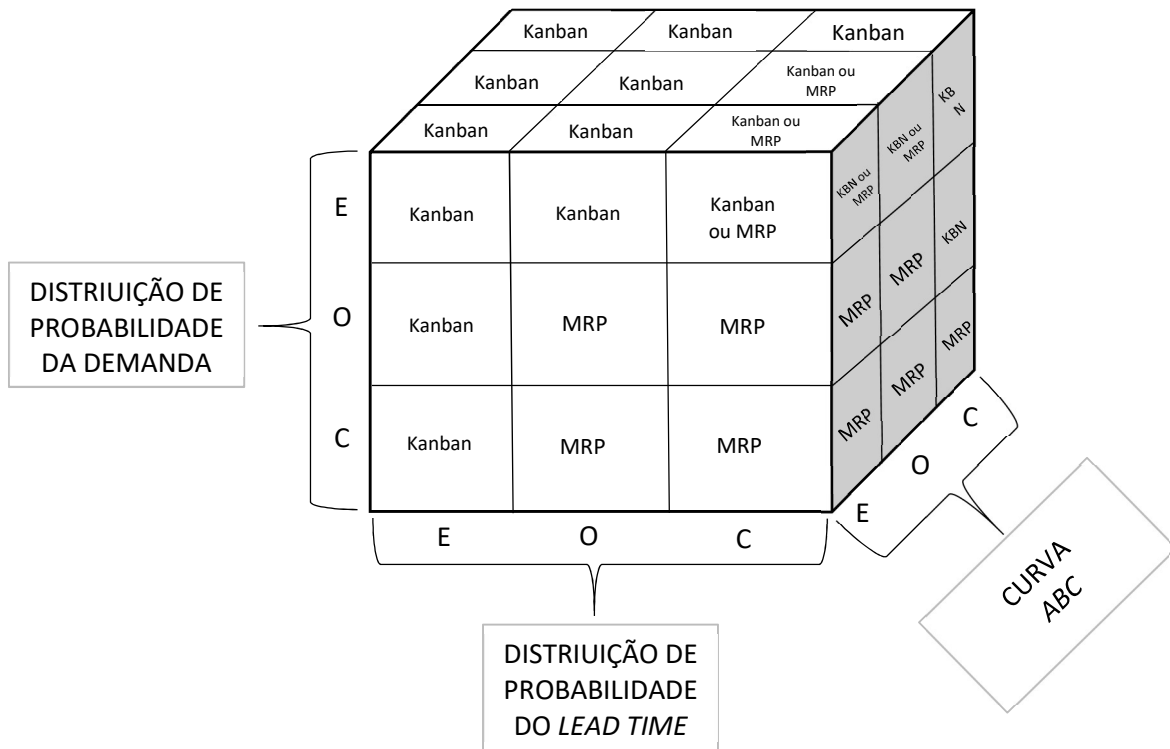 Kanban
Kanban
Kanban
Kanban
Kanban
Kanban ou
MRP
Kanban
Kanban
Kanban ou
MRP
KBN ou
MRP
KBN ou
MRP
KB
N
E
Kanban
Kanban
Kanban
ou MRP
MRP
MRP
KBN
DISTRIUIÇÃO DE
PROBABILIDADE
DA DEMANDA
O
Kanban
MRP
MRP
MRP
MRP
MRP
C
Kanban
MRP
MRP
E
O
C
E
O
C
CURVA
ABC
DISTRIUIÇÃO DE
PROBABILIDADE
DO LEAD TIME